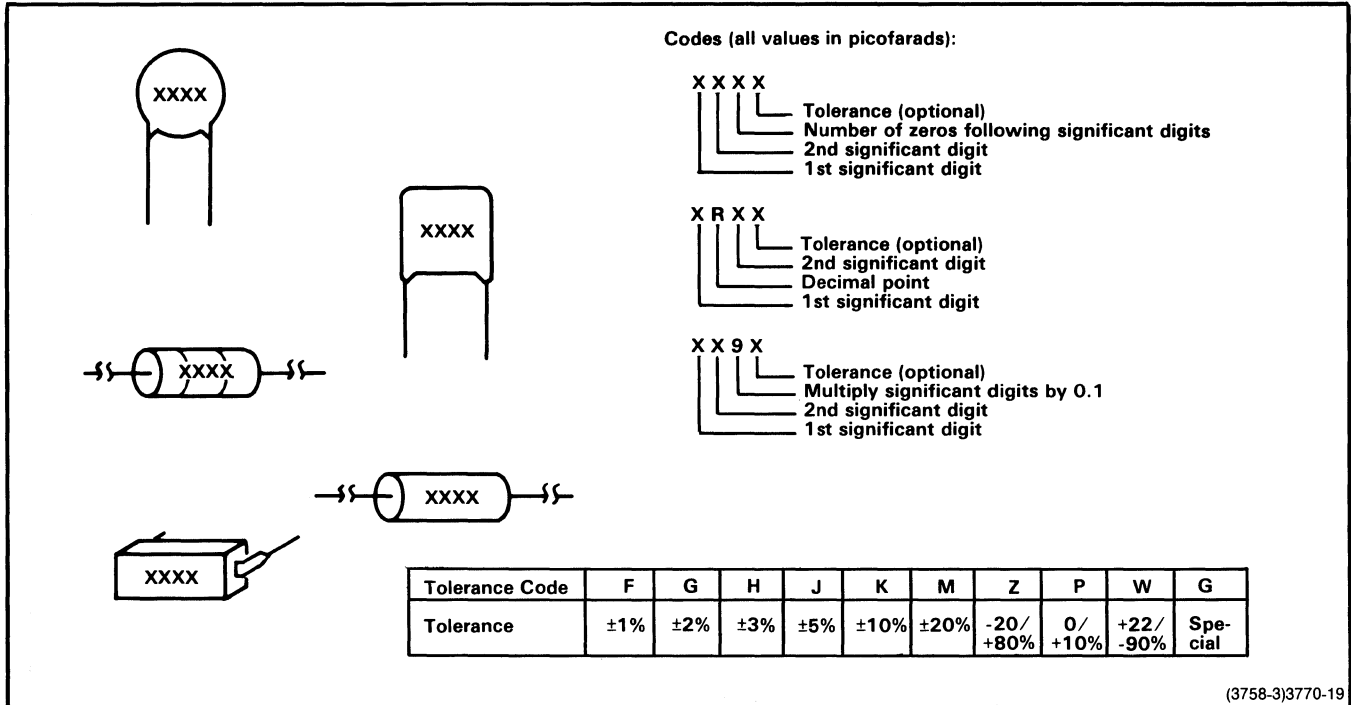 XXXX
XXXX
XXXX
XXXX
XXXX
Codes (all values in picofarads):
X X X X
Tolerance (optional)
Number of zeros following significant digits
2nd significant digit
1st significant digit
X R X X
Tolerance (optional)
2nd significant digit
Decimal point
1st significant digit
X X 9 X
Tolerance (optional)
Multiply significant digits by 0.1
2nd significant digit
1st significant digit
Tolerance Code F G H J K M Z P W G
Tolerance ±1% ±2% ±3% ±5% ±10% ±20% -20/ +80% 0/ +10% +22/ -90% Spe- cial
(3758-3)3770-19